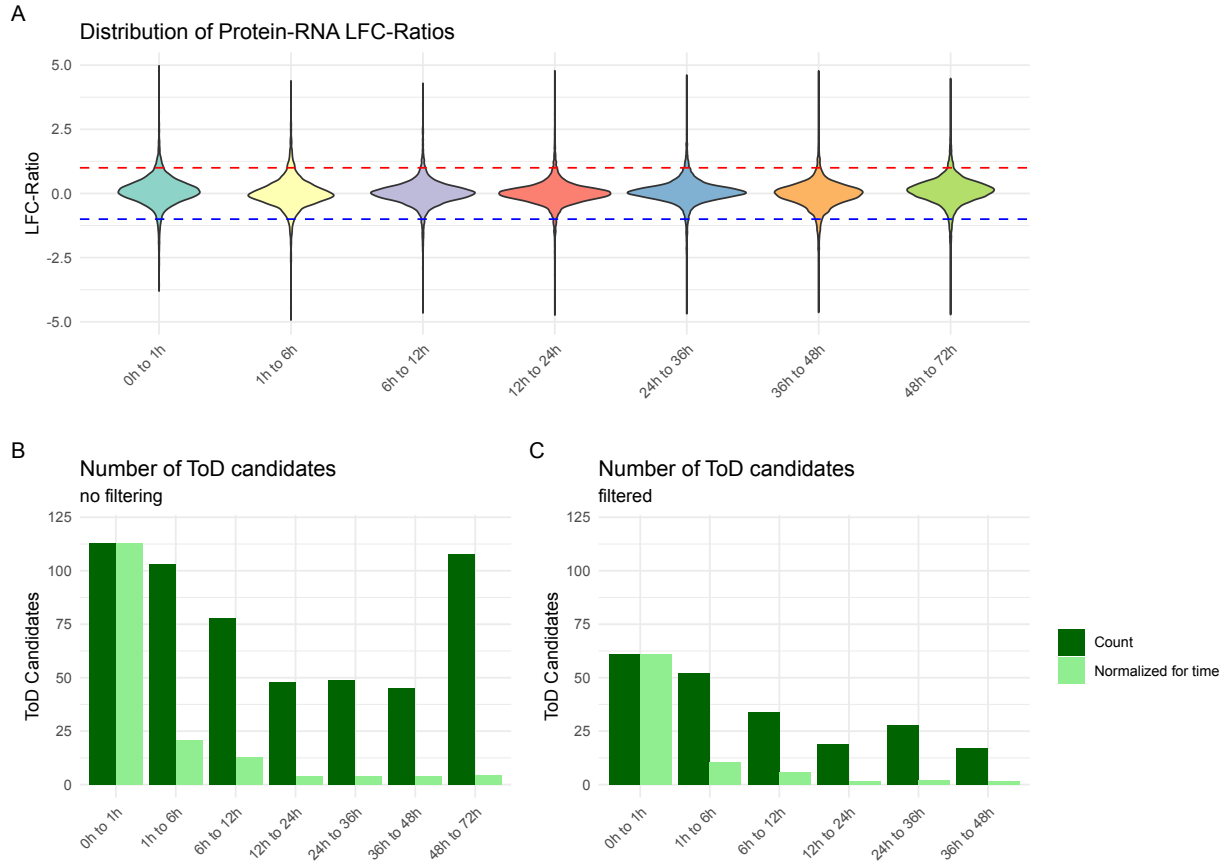 A
Distribution of Protein-RNA LFC-Ratios
LFC-Ratio
5.0
2.5
0.0
-2.5
-5.0
0h to 1h
1h to 6h
6h to 12h
12h to 24h
24h to 36h
36h to 48h
48h to 72h
B
Number of ToD candidates
no filtering
ToD Candidates
125
100
75
50
25
0
0h to 1h
1h to 6h
6h to 12h
12h to 24h
24h to 36h
36h to 48h
48h to 72h
C
Number of ToD candidates
filtered
ToD Candidates
125
100
75
50
25
0
0h to 1h
1h to 6h
6h to 12h
12h to 24h
24h to 36h
36h to 48h
Count
Normalized for time